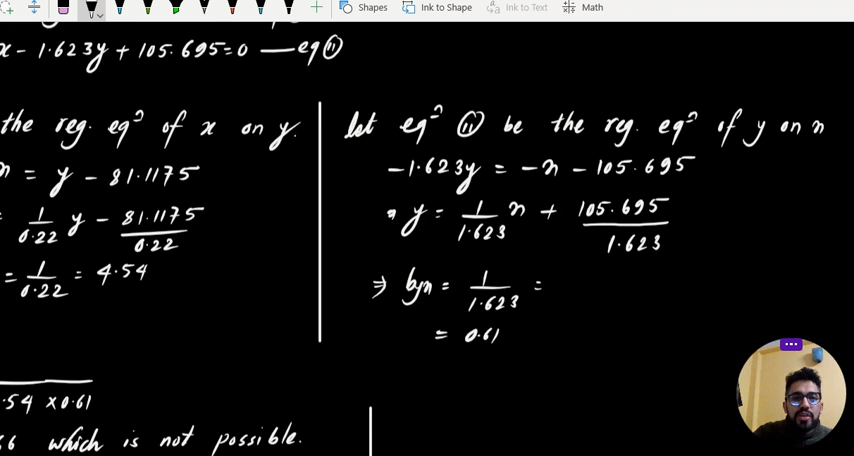 Shapes Ink to Shape Ink to Text Math
x - 1.623y + 105.695 = 0 — eq (ii)
the reg. eqn of x on y.
x = y - 81.1175
= 1/0.22 y - 81.1175/0.22
= 1/0.22 = 4.54
.54 × 0.61
which is not possible.
let eqn (ii) be the reg. eqn of y on x
-1.623y = -x - 105.695
y = 1/1.623 x + 105.695/1.623
⇒ byx = 1/1.623 =
= 0.61